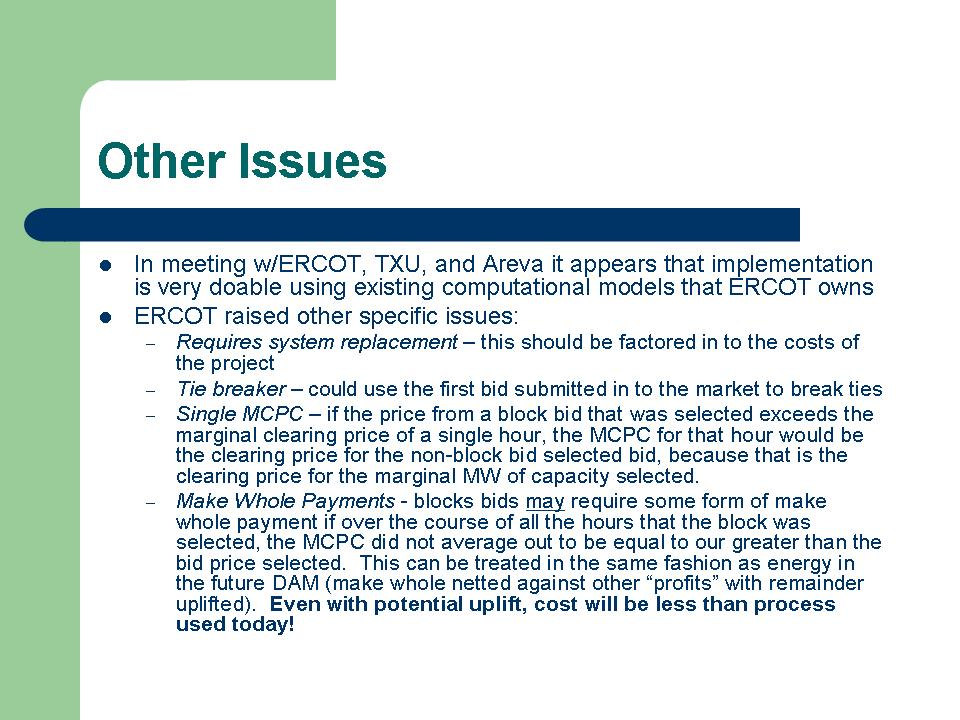 Other Issues
In meeting w/ERCOT, TXU, and Areva it appears that implementation
is very doable using existing computational models that ERCOT owns
ERCOT raised other specific issues:
– Requires system replacement – this should be factored in to the costs of
the project
– Tie breaker – could use the first bid submitted in to the market to break ties
– Single MCPC – if the price from a block bid that was selected exceeds the
marginal clearing price of a single hour, the MCPC for that hour would be
the clearing price for the non-block bid selected bid, because that is the
clearing price for the marginal MW of capacity selected.
– Make Whole Payments - blocks bids may require some form of make
whole payment if over the course of all the hours that the block was
selected, the MCPC did not average out to be equal to our greater than the
bid price selected. This can be treated in the same fashion as energy in
the future DAM (make whole netted against other “profits” with remainder
uplifted). Even with potential uplift, cost will be less than process
used today!